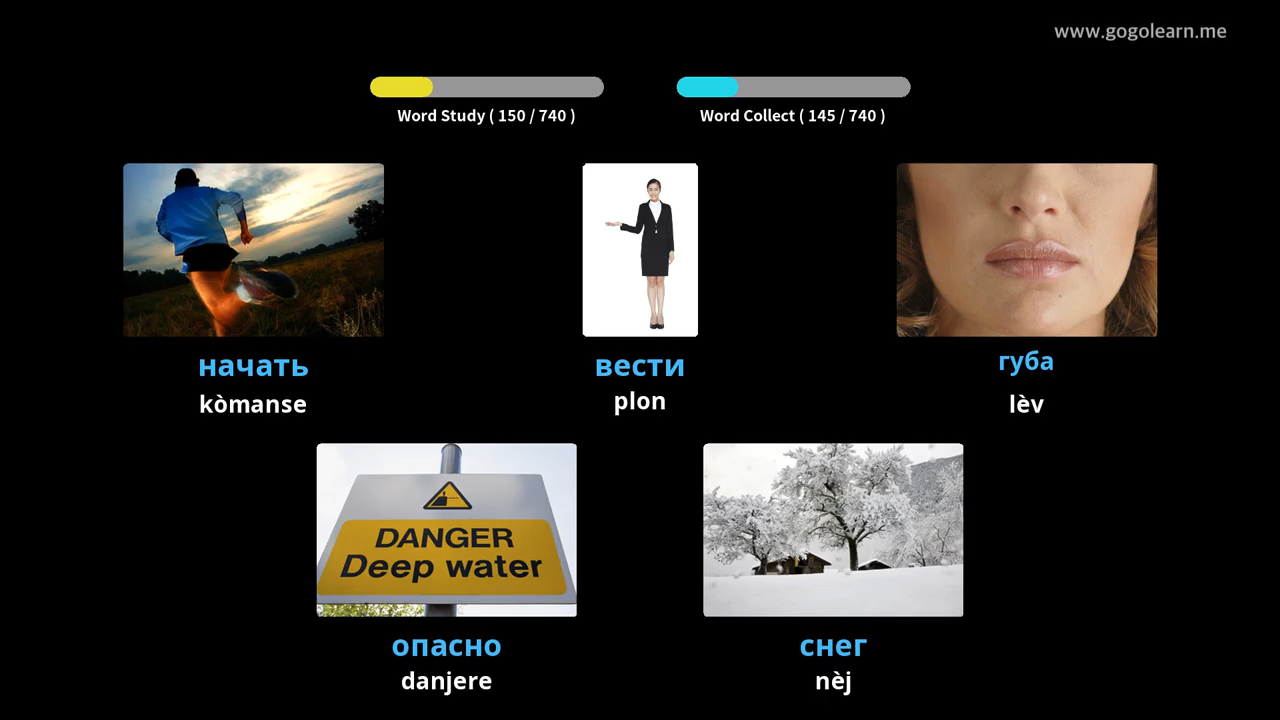 www.gogolearn.me
Word Study ( 150 / 740 )
Word Collect ( 145 / 740 )
начать
kòmanse
вести
plon
губа
lèv
DANGER
Deep water
опасно
danjere
снег
nèj